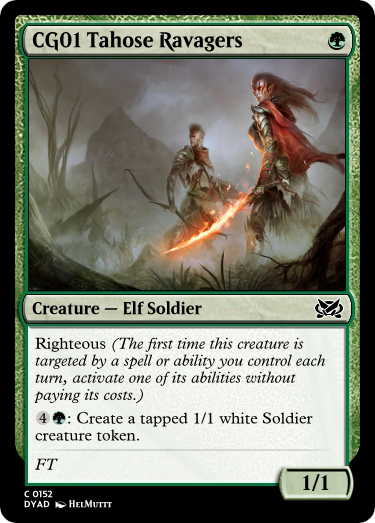 CG01 Tahose Ravagers
Creature — Elf Soldier
Righteous (The first time this creature is
targeted by a spell or ability you control each
turn, activate one of its abilities without
paying its costs.)
4: Create a tapped 1/1 white Soldier
creature token.
FT
1/1
C 0152
DYAD HelMuttt